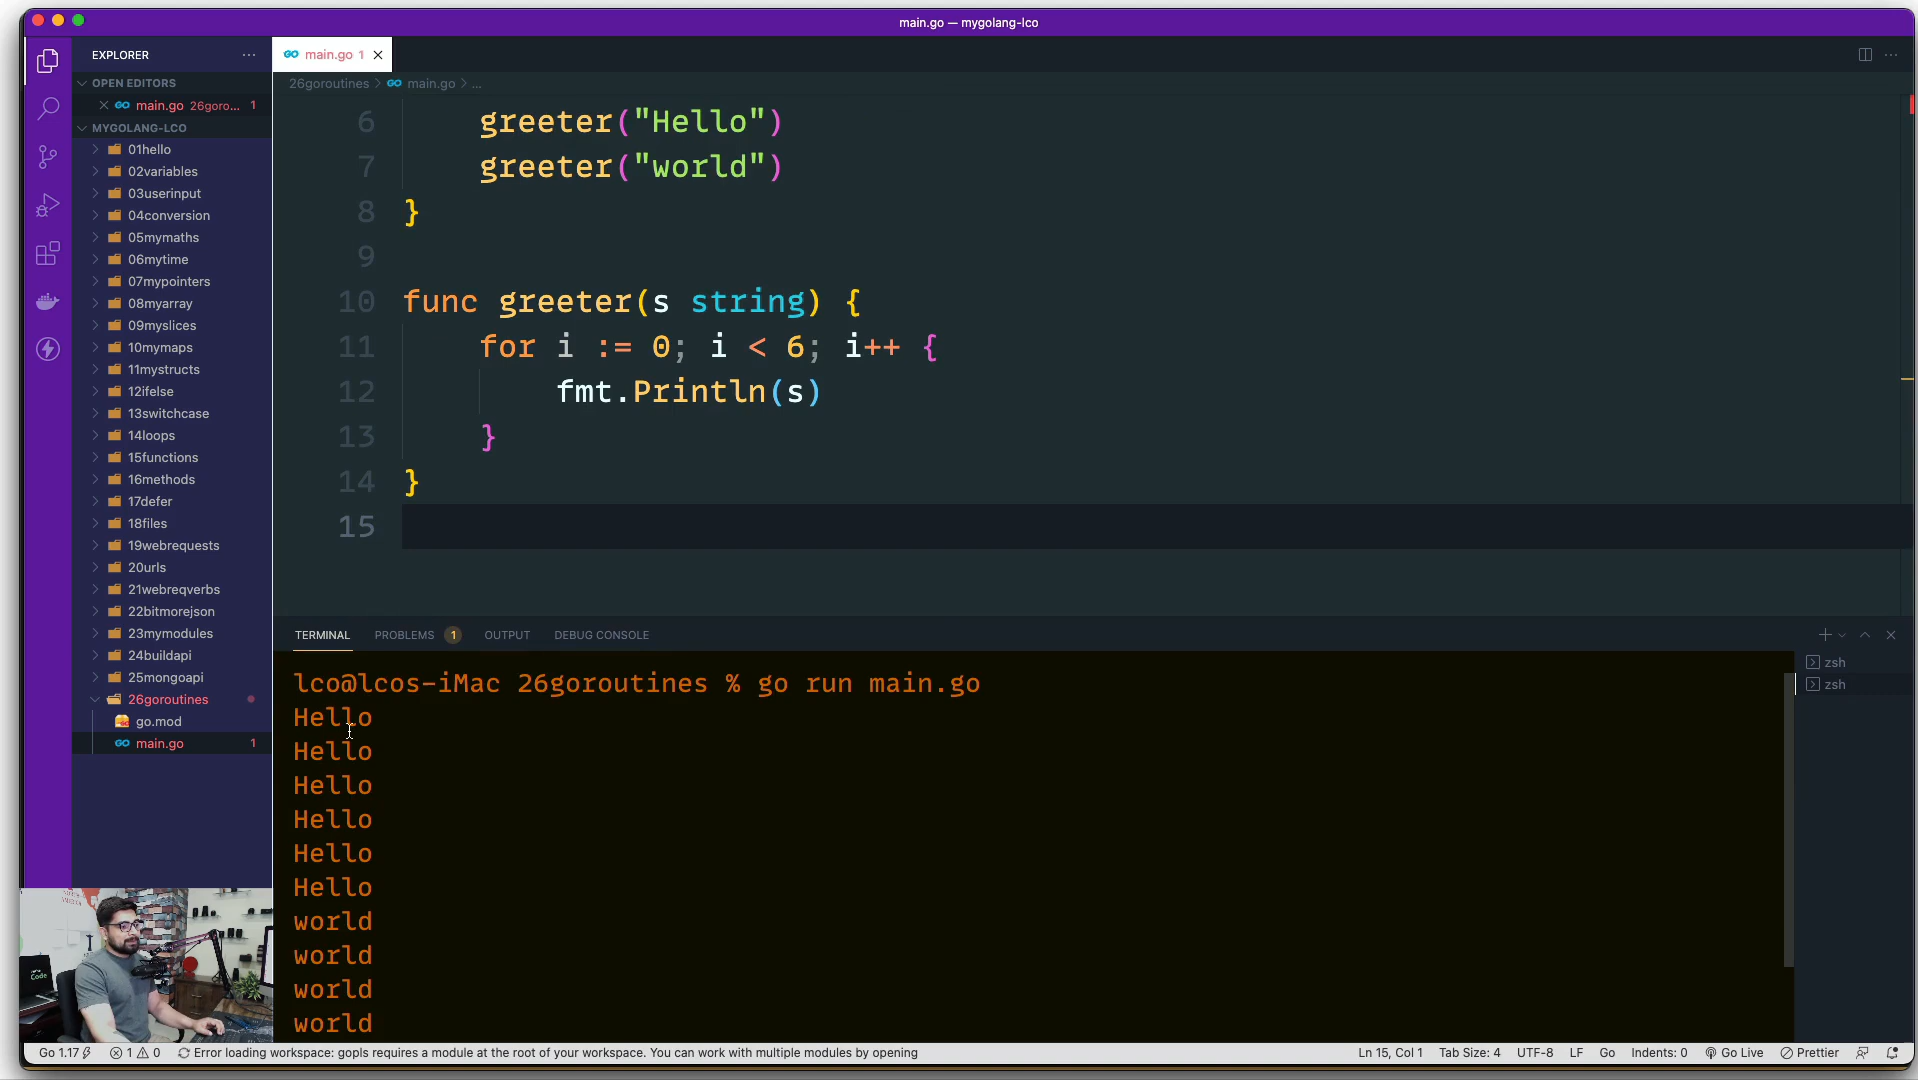 main.go — mygolang-lco
EXPLORER
main.go 1
OPEN EDITORS
main.go 26goro... 1
MYGOLANG-LCO
01hello
02variables
03userinput
04conversion
05mymaths
06mytime
07mypointers
08myarray
09myslices
10mymaps
11mystructs
12ifelse
13switchcase
14loops
15functions
16methods
17defer
18files
19webrequests
20urls
21webreqverbs
22bitmorejson
23mymodules
24buildapi
25mongoapi
26goroutines
go.mod
main.go 1
26goroutines > main.go > ...
6 greeter("Hello")
7 greeter("world")
8 }
9
10 func greeter(s string) {
11 for i := 0; i < 6; i++ {
12 fmt.Println(s)
13 }
14 }
15
TERMINAL PROBLEMS 1 OUTPUT DEBUG CONSOLE
zsh
zsh
lco@lcos-iMac 26goroutines % go run main.go
Hello
Hello
Hello
Hello
Hello
Hello
world
world
world
world
Code
Go 1.17 1 0 Error loading workspace: gopls requires a module at the root of your workspace. You can work with multiple modules by opening
Ln 15, Col 1 Tab Size: 4 UTF-8 LF Go Indents: 0 Go Live Prettier